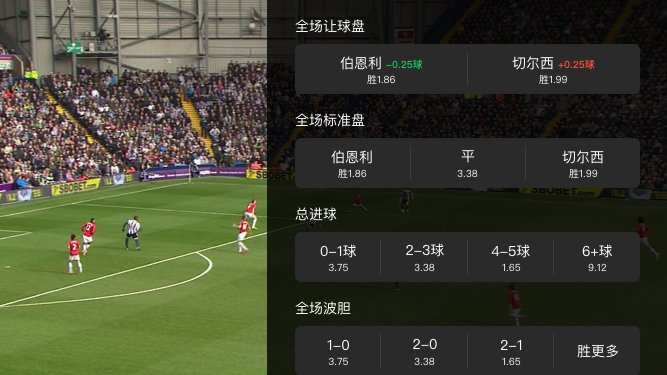 全场让球盘
伯恩利 -0.25球
胜1.86
切尔西 +0.25球
胜1.99
全场标准盘
伯恩利
胜1.86
平
3.38
切尔西
胜1.99
总进球
0-1球
3.75
2-3球
3.38
4-5球
1.65
6+球
9.12
全场波胆
1-0
3.75
2-0
3.38
2-1
1.65
胜更多
SBOBET.com
SBOBET